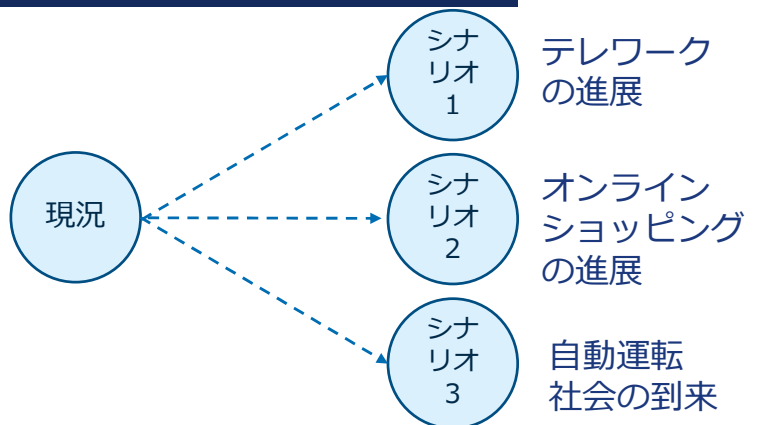 シナ
リオ
1
テレワーク
の進展
現況
シナ
リオ
2
オンライン
ショッピング
の進展
シナ
リオ
3
自動運転
社会の到来